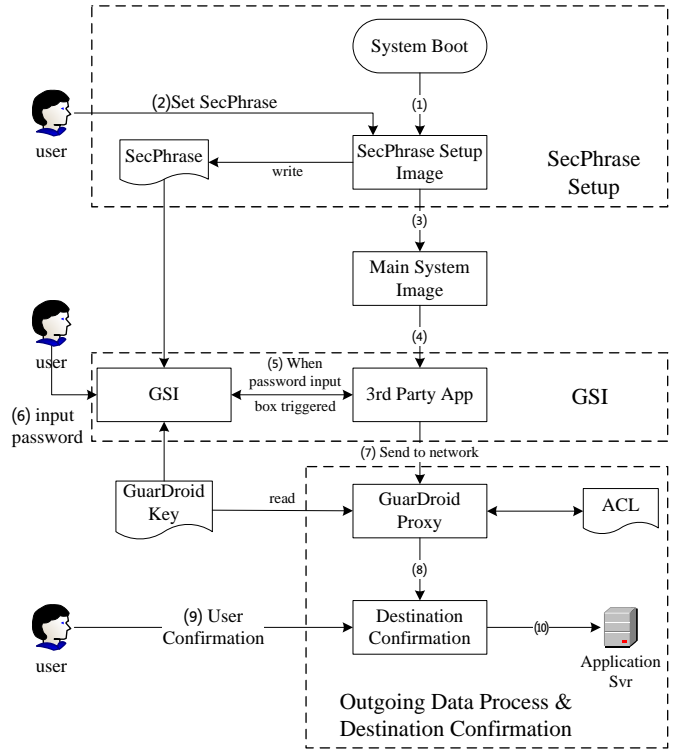 System Boot
(1)
(2)Set SecPhrase
user
SecPhrase
write
SecPhrase Setup
Image
SecPhrase
Setup
(3)
Main System
Image
user
(4)
(5) When
password input
box triggered
GSI
3rd Party App
GSI
(6) input
password
(7) Send to network
GuarDroid
Key
read
GuarDroid
Proxy
ACL
(8)
(9) User
Confirmation
user
Destination
Confirmation
(10)
Application
Svr
Outgoing Data Process &
Destination Confirmation